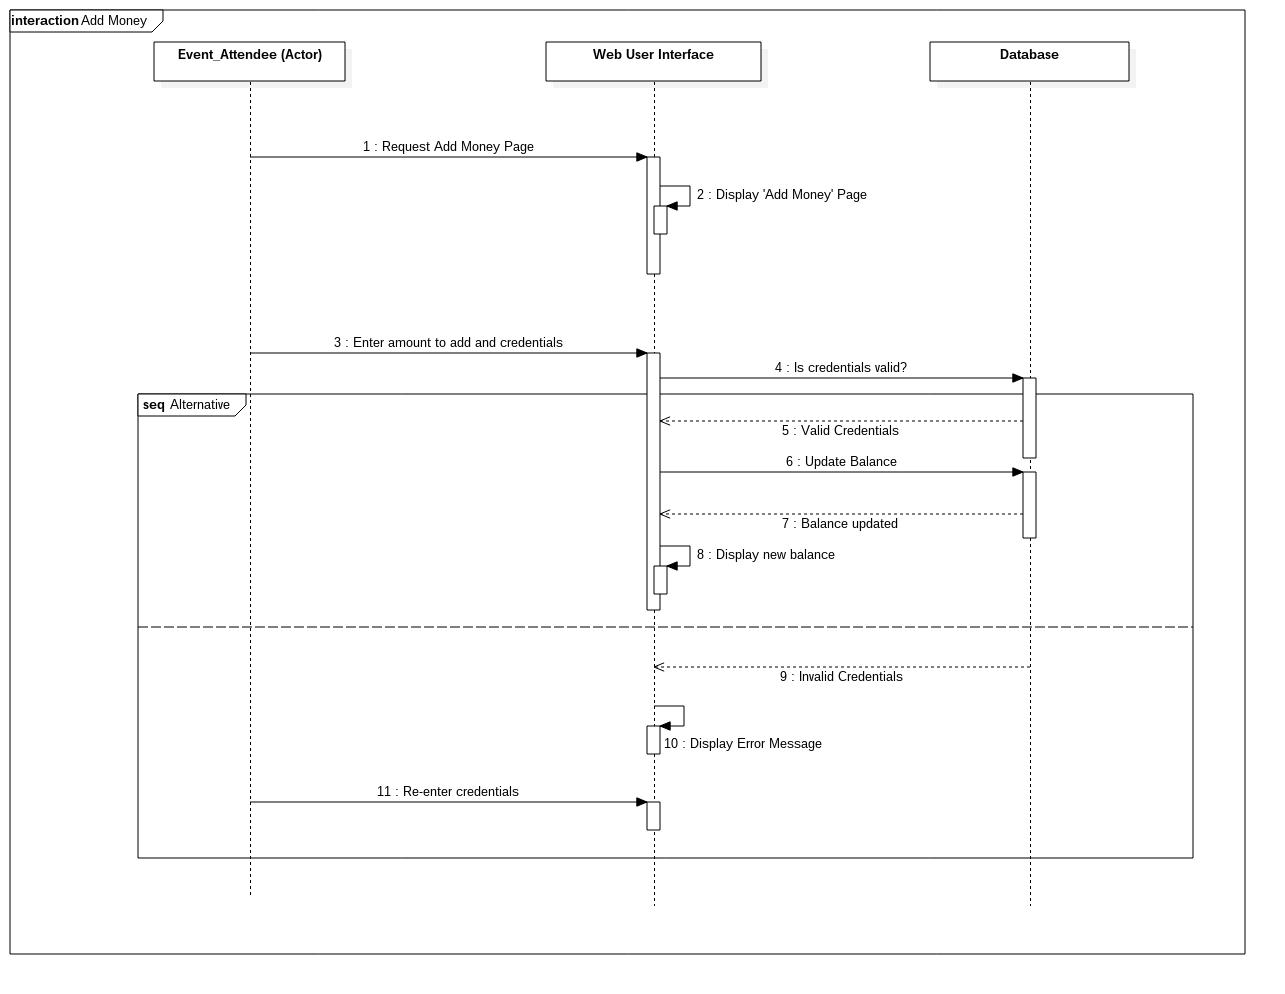 interaction Add Money
Event_Attendee (Actor)
Web User Interface
Database
1 : Request Add Money Page
2 : Display 'Add Money' Page
3 : Enter amount to add and credentials
4 : Is credentials valid?
seq Alternative
5 : Valid Credentials
6 : Update Balance
7 : Balance updated
8 : Display new balance
9 : Invalid Credentials
10 : Display Error Message
11 : Re-enter credentials